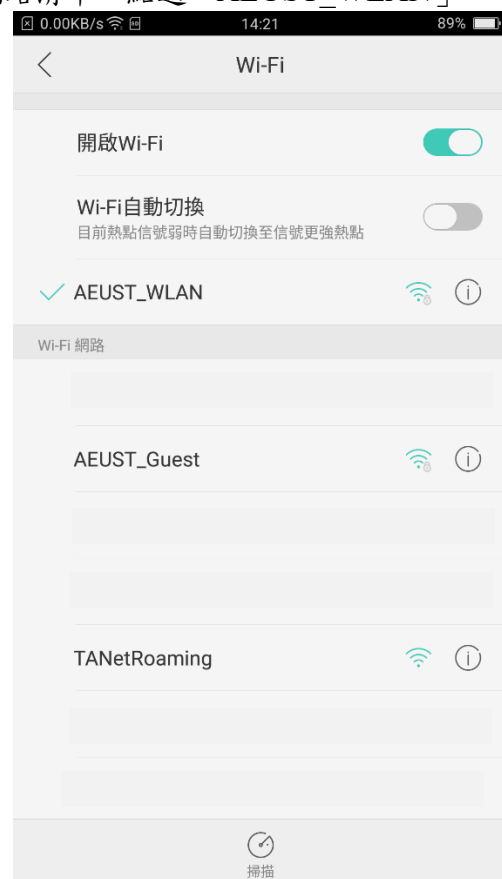 AEUST_WLAN」
0.00KB/s 14:21 89%
Wi-Fi
開啟Wi-Fi
Wi-Fi自動切換
目前熱點信號弱時自動切換至信號更強熱點
AEUST_WLAN
Wi-Fi 網路
AEUST_Guest
TANetRoaming
掃描